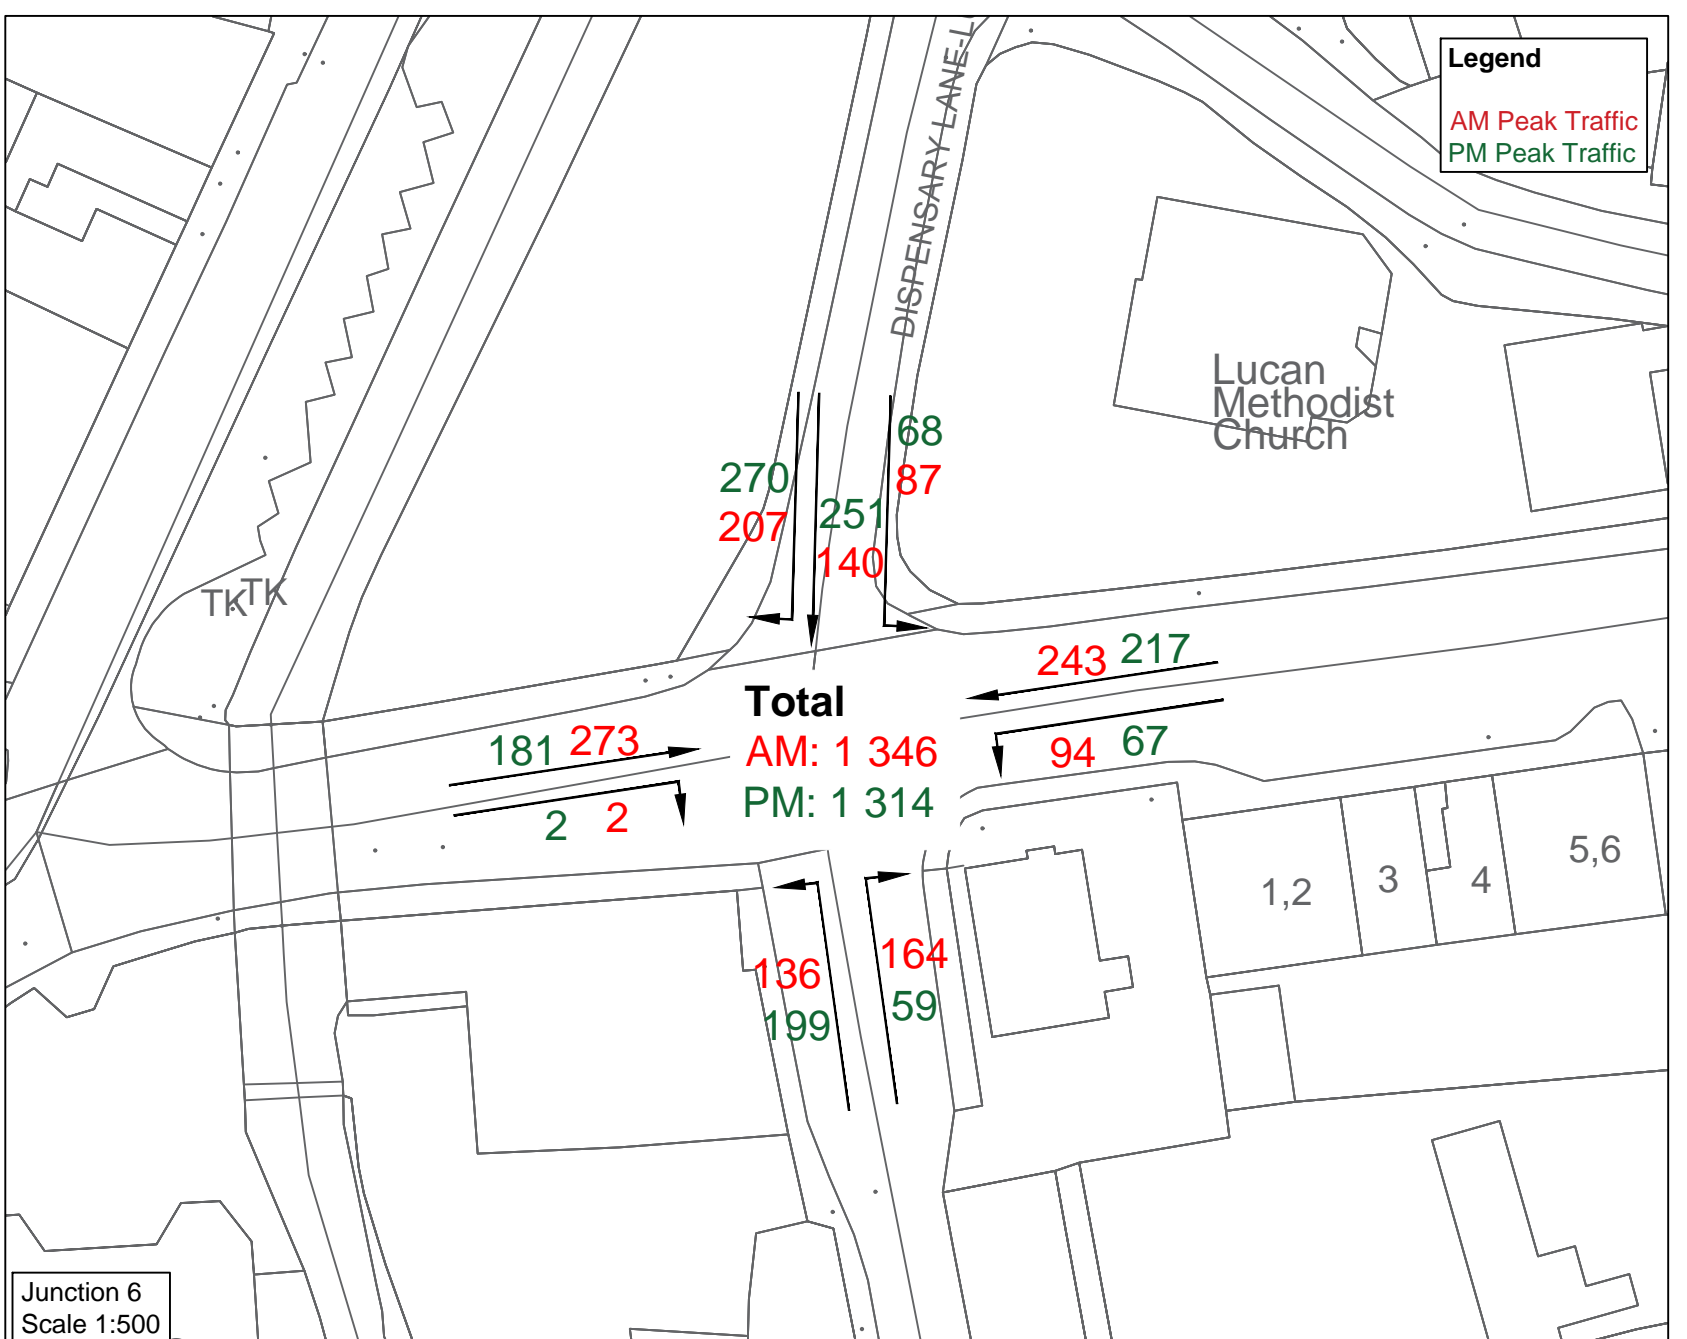 Legend
AM Peak Traffic
PM Peak Traffic
DISPENSARY LANE-L
Lucan
Methodist
Church
68
87
270
207
251
140
TK TK
243 217
94 67
181 273
2 2
Total
AM: 1 346
PM: 1 314
136
199
164
59
1,2
3
4
5,6
Junction 6
Scale 1:500